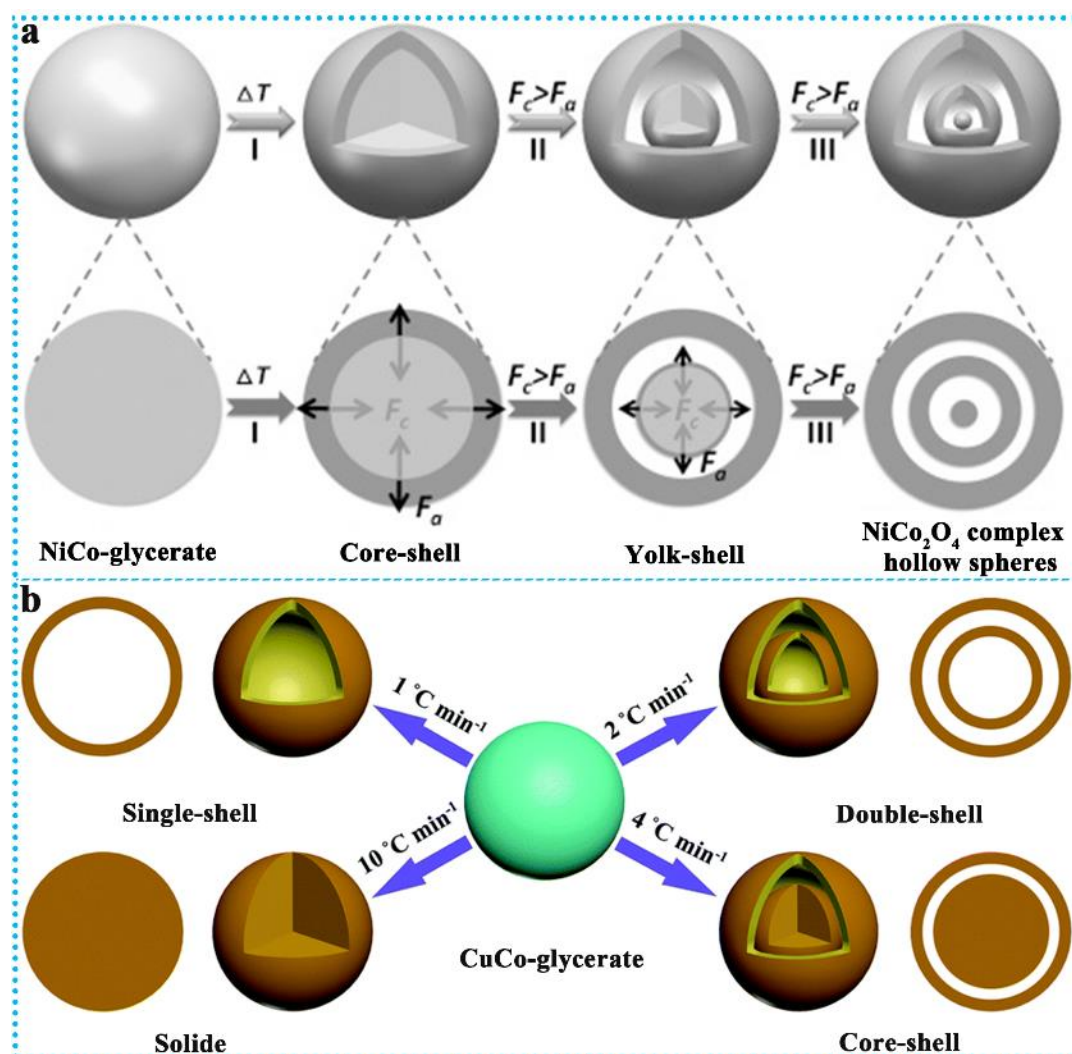 a
△T
I
F_c>F_a
II
F_c>F_a
III
△T
I
F_c
F_a
F_c>F_a
II
F_c
F_a
F_c>F_a
III
NiCo-glycerate
Core-shell
Yolk-shell
NiCo₂O₄ complex
hollow spheres
b
1 °C min⁻¹
2 °C min⁻¹
Single-shell
Double-shell
10 °C min⁻¹
4 °C min⁻¹
CuCo-glycerate
Solide
Core-shell